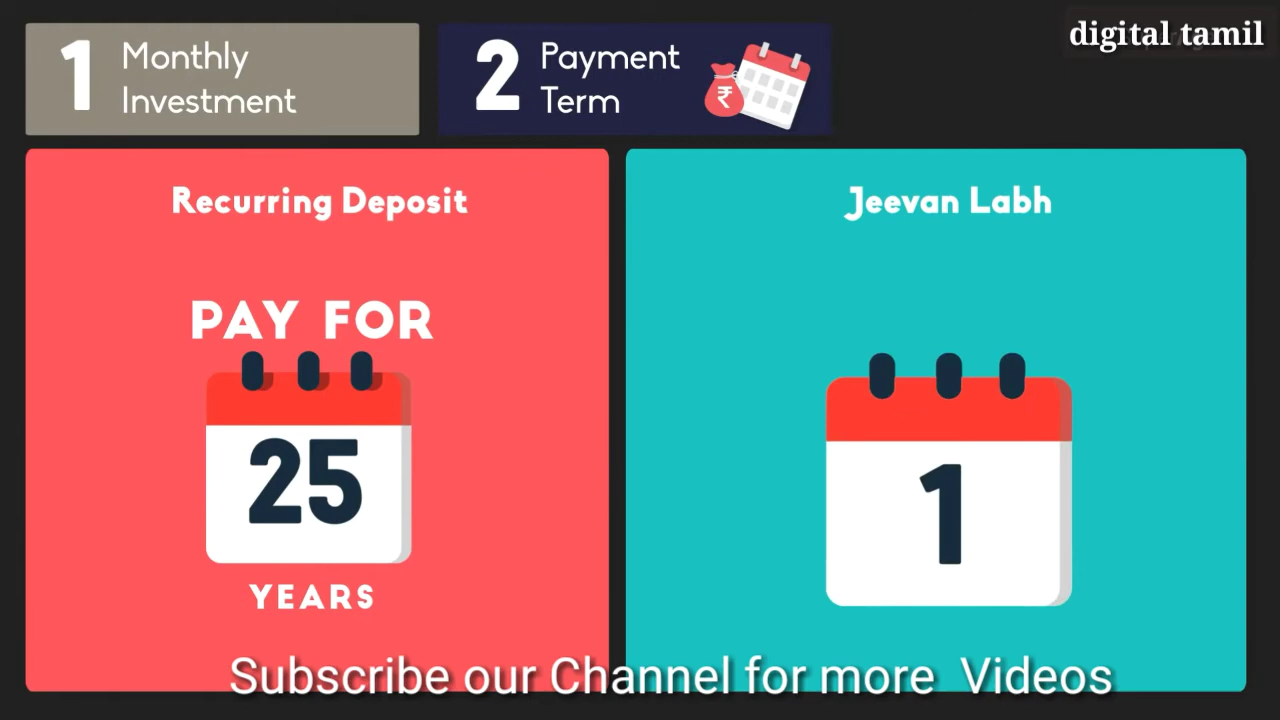 digital tamil
1 Monthly
Investment
2 Payment
Term
₹
Recurring Deposit
PAY FOR
25
YEARS
Jeevan Labh
1
Subscribe our Channel for more Videos